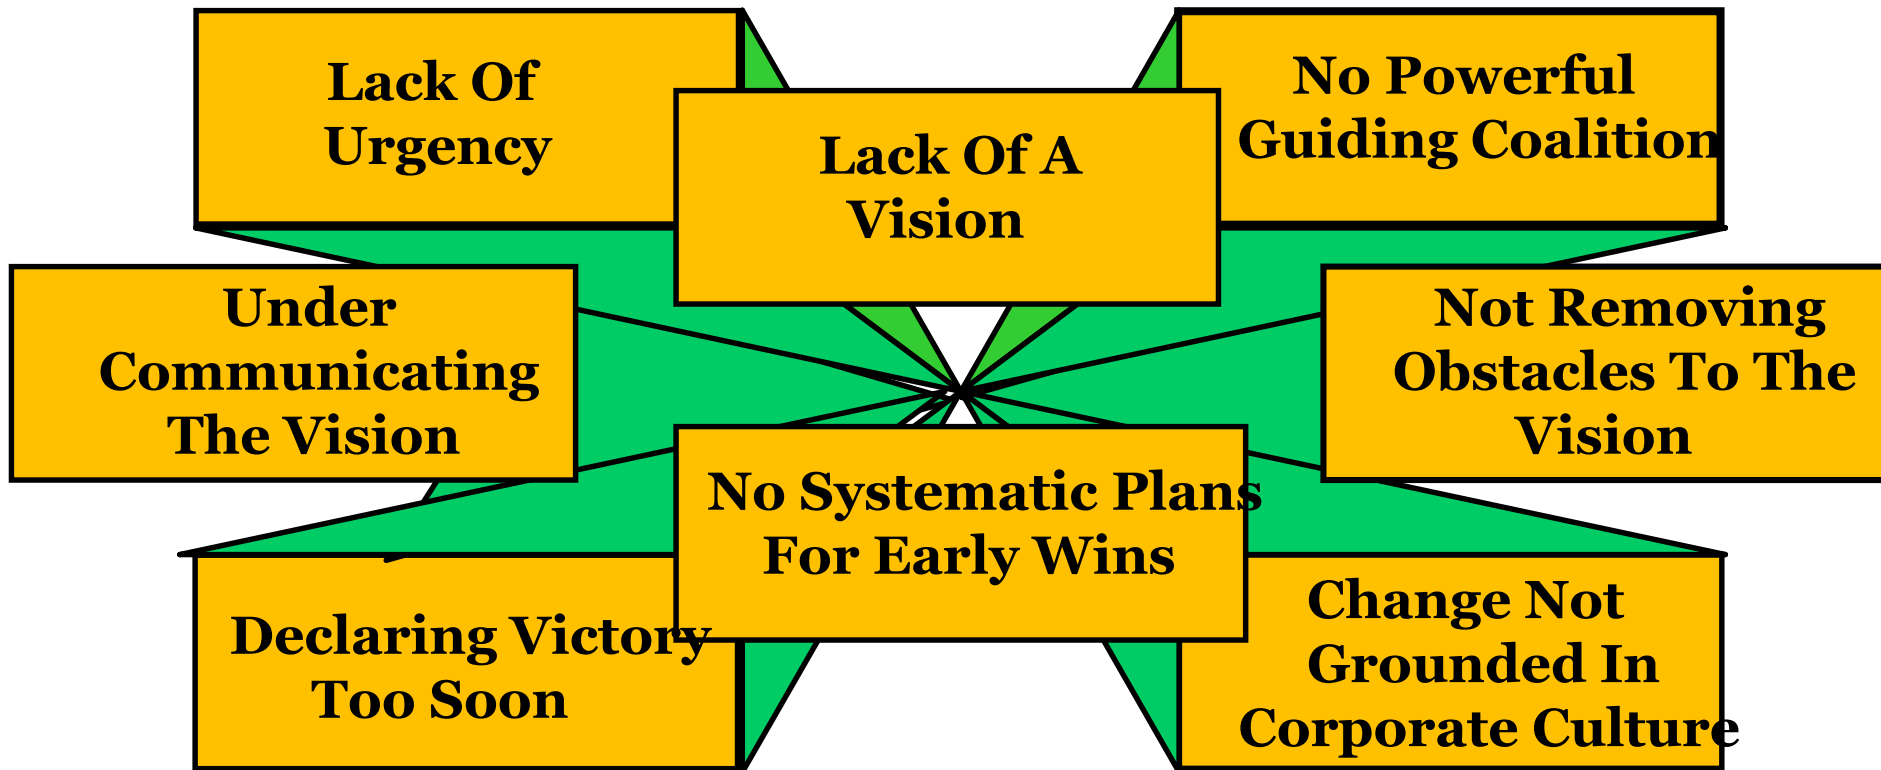 Lack Of
Urgency
Lack Of A
Vision
No Powerful
Guiding Coalition
Under
Communicating
The Vision
Not Removing
Obstacles To The
Vision
No Systematic Plans
For Early Wins
Declaring Victory
Too Soon
Change Not
Grounded In
Corporate Culture